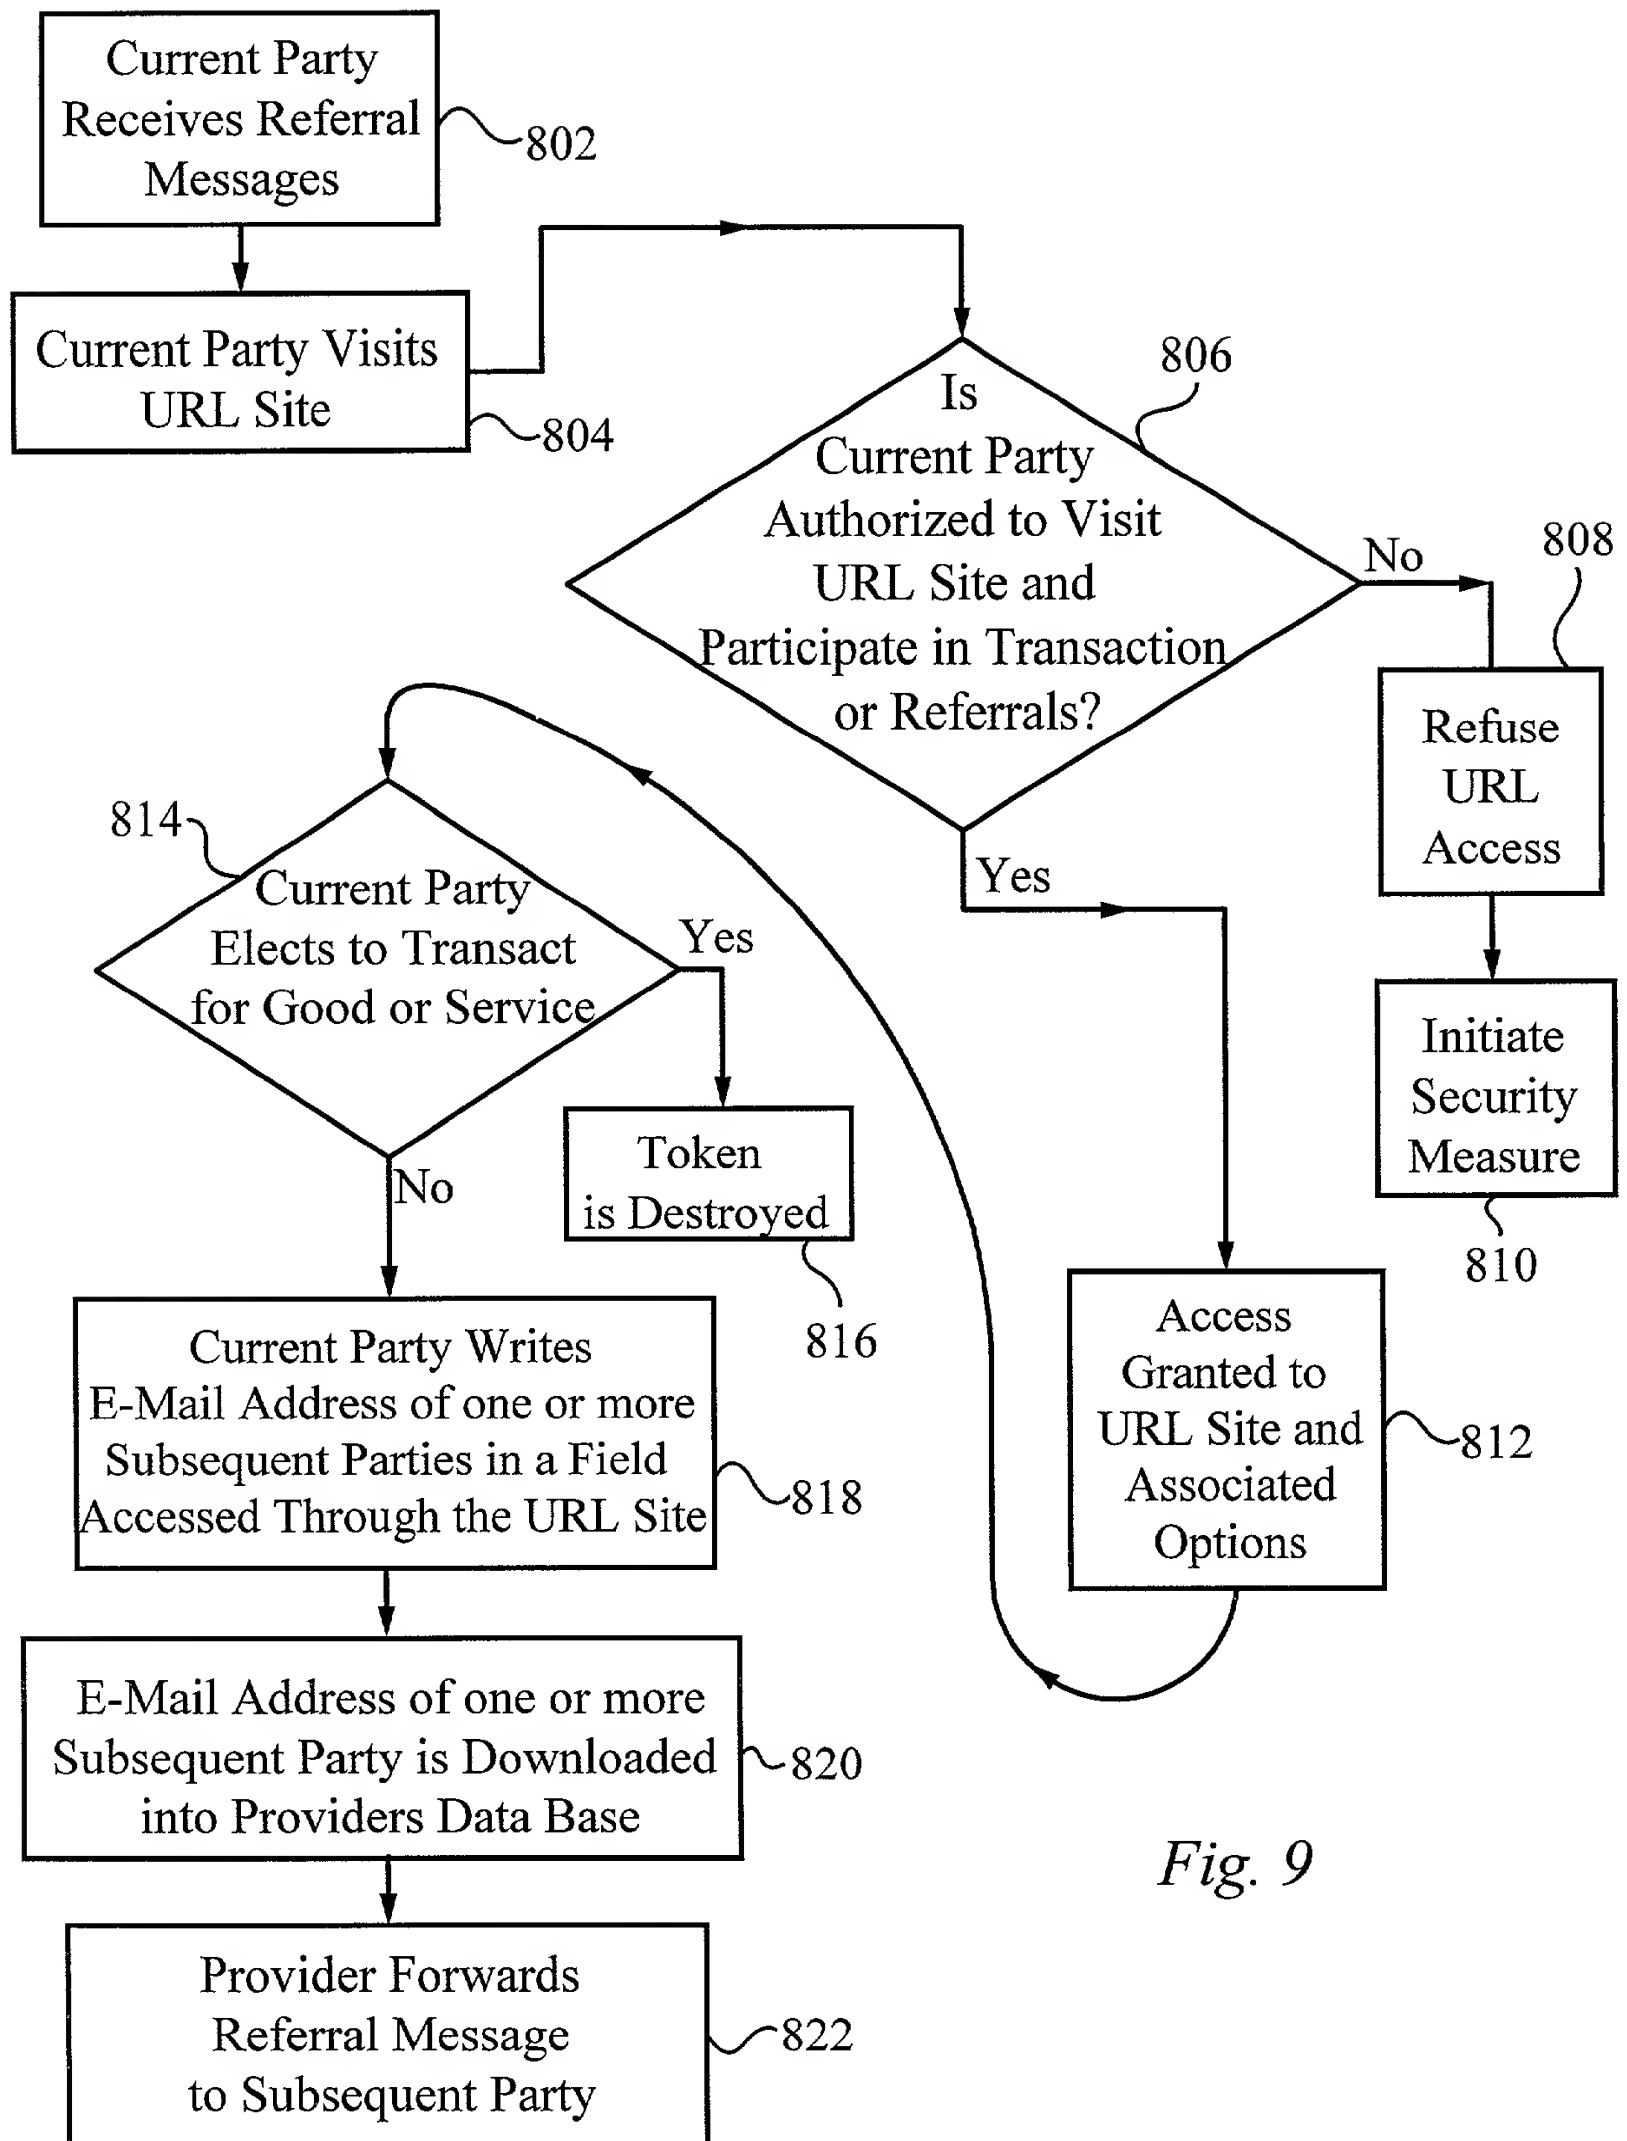 Current Party
Receives Referral
Messages
802
Current Party Visits
URL Site
804
Is
Current Party
Authorized to Visit
URL Site and
Participate in Transaction
or Referrals?
806
No
808
Refuse
URL
Access
Initiate
Security
Measure
810
Yes
Access
Granted to
URL Site and
Associated
Options
812
814
Current Party
Elects to Transact
for Good or Service
Yes
Token
is Destroyed
816
No
Current Party Writes
E-Mail Address of one or more
Subsequent Parties in a Field
Accessed Through the URL Site
818
E-Mail Address of one or more
Subsequent Party is Downloaded
into Providers Data Base
820
Provider Forwards
Referral Message
to Subsequent Party
822
Fig. 9